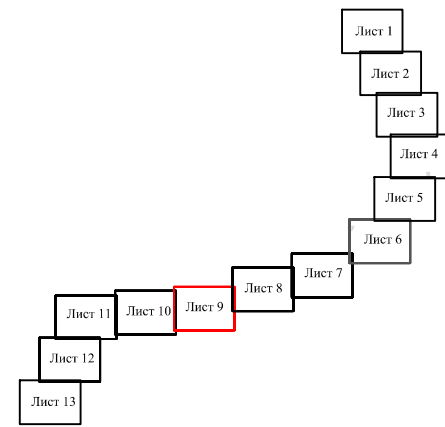 Лист 1
Лист 2
Лист 3
Лист 4
Лист 5
Лист 6
Лист 7
Лист 8
Лист 9
Лист 10
Лист 11
Лист 12
Лист 13